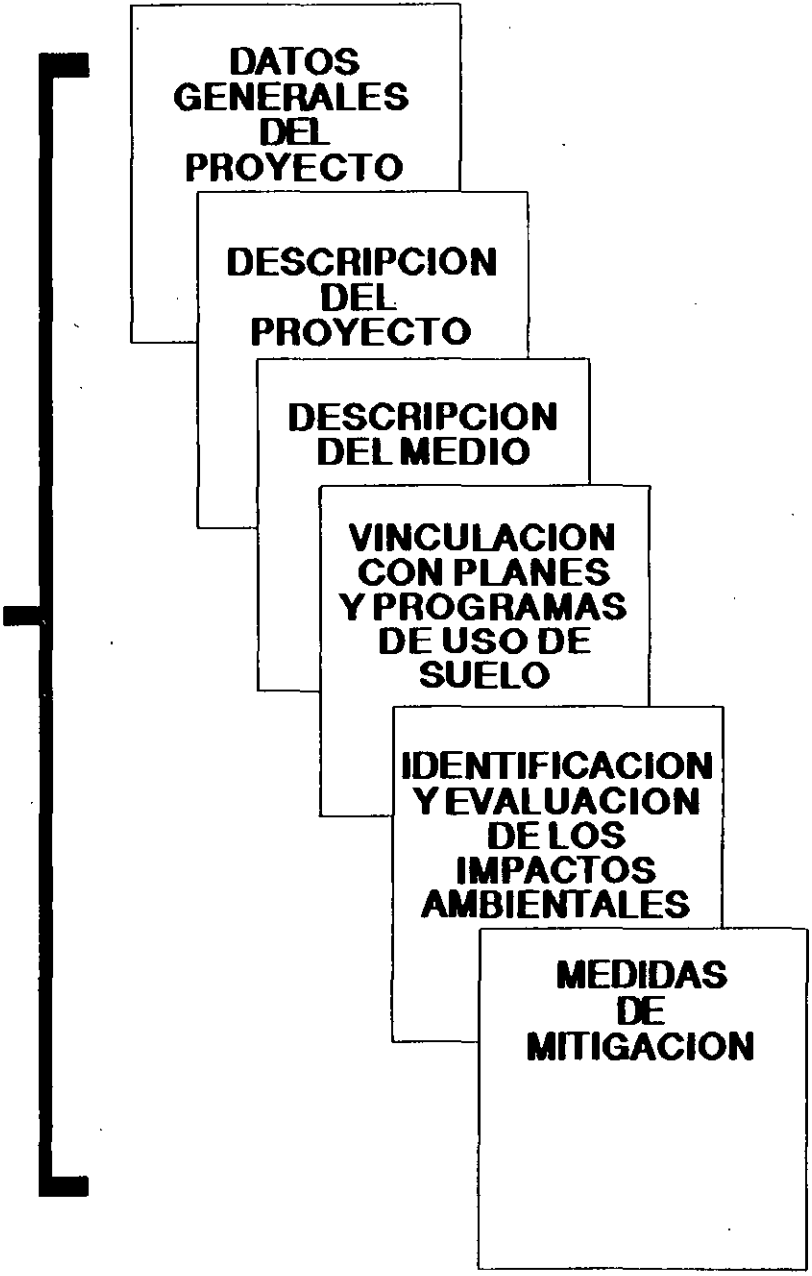 DATOS
GENERALES
DEL
PROYECTO
DESCRIPCION
DEL
PROYECTO
DESCRIPCION
DEL MEDIO
VINCULACION
CON PLANES
Y PROGRAMAS
DE USO DE
SUELO
IDENTIFICACION
Y EVALUACION
DE LOS
IMPACTOS
AMBIENTALES
MEDIDAS
DE
MITIGACION